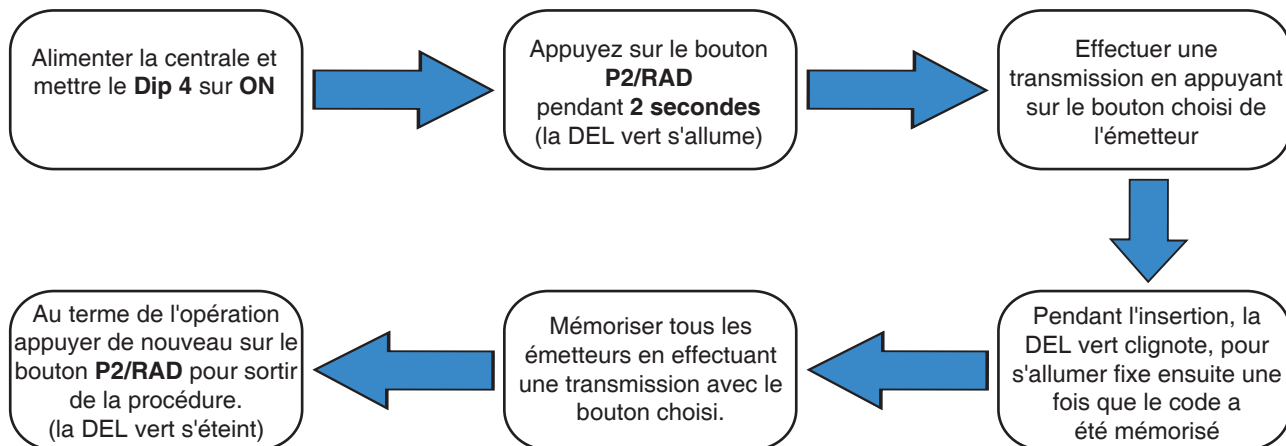 Alimenter la centrale et
mettre le Dip 4 sur ON
Appuyez sur le bouton
P2/RAD
pendant 2 secondes
(la DEL vert s'allume)
Effectuer une
transmission en appuyant
sur le bouton choisi de
l'émetteur
Pendant l'insertion, la
DEL vert clignote, pour
s'allumer fixe ensuite une
fois que le code a
été mémorisé
Mémoriser tous les
émetteurs en effectuant
une transmission avec le
bouton choisi.
Au terme de l'opération
appuyer de nouveau sur le
bouton P2/RAD pour sortir
de la procédure.
(la DEL vert s'éteint)